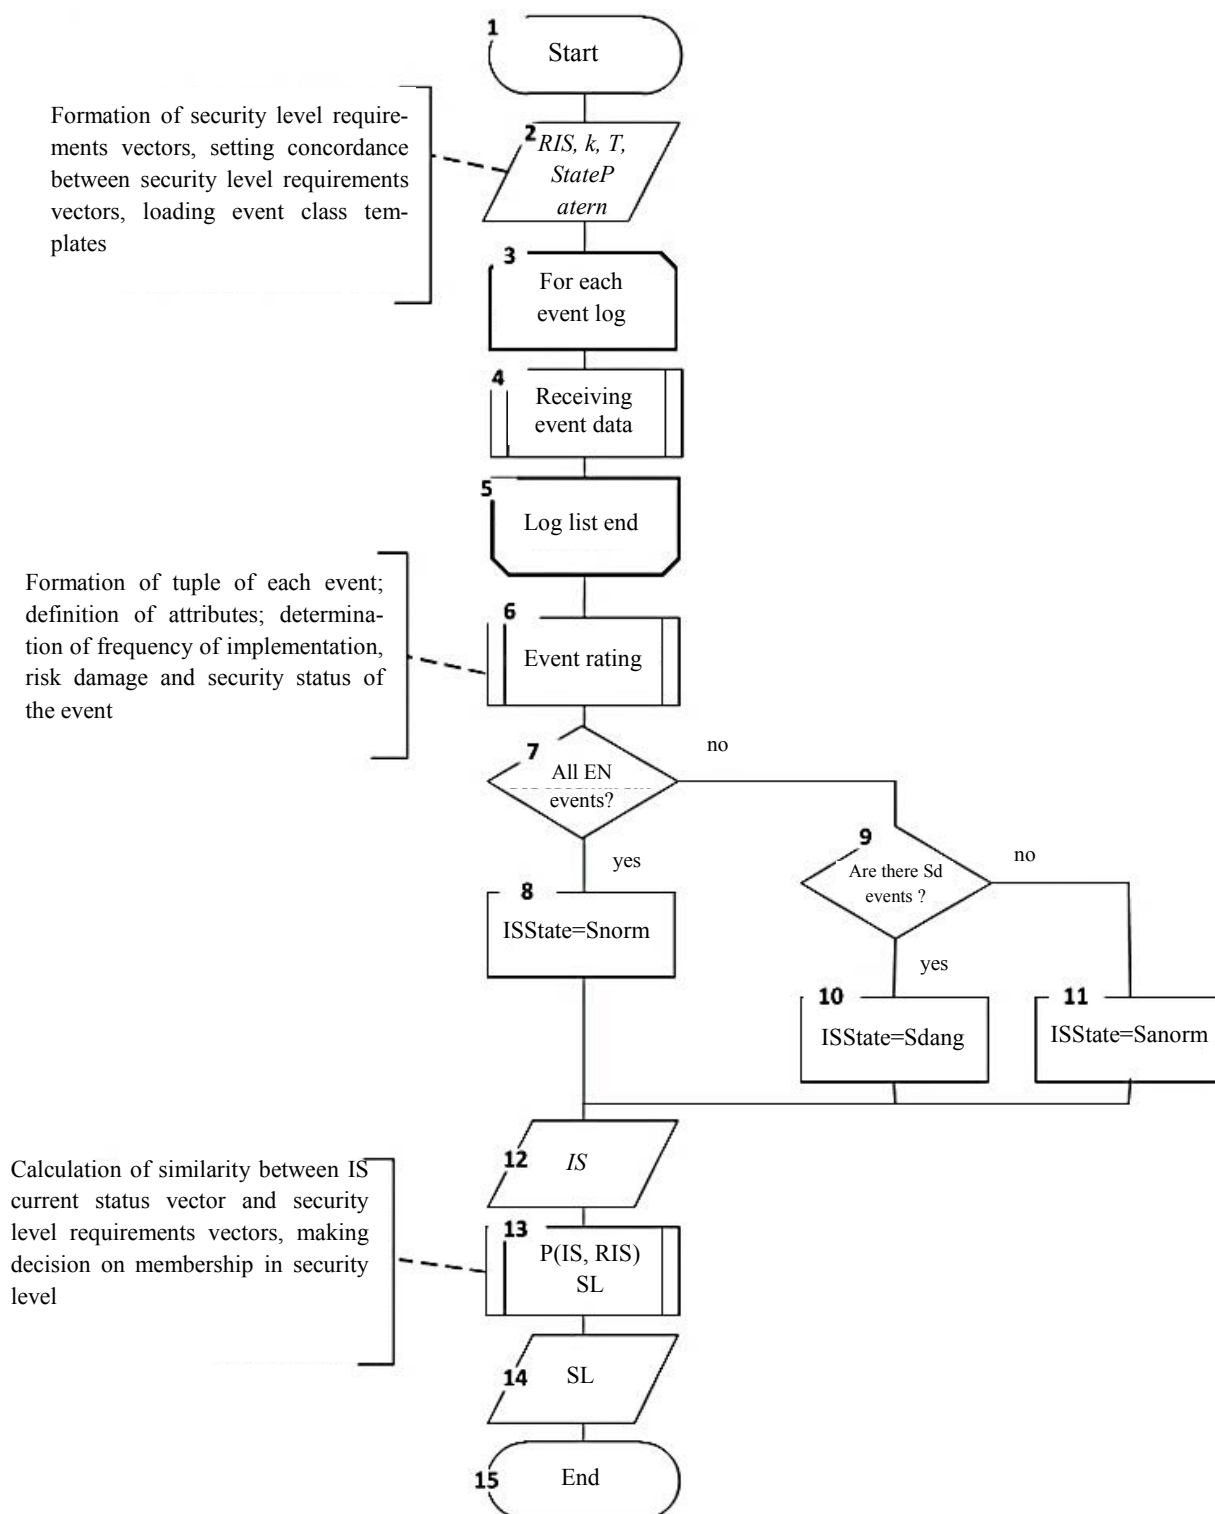 1
Start
Formation of security level require-
ments vectors, setting concordance
between security level requirements
vectors, loading event class tem-
plates
2
RIS, k, T,
StateP
atern
3
For each
event log
4
Receiving
event data
5
Log list end
Formation of tuple of each event;
definition of attributes; determina-
tion of frequency of implementation,
risk damage and security status of
the event
6
Event rating
7
All EN
events?
no
yes
8
ISState=Snorm
9
Are there Sd
events ?
no
yes
10
ISState=Sdang
11
ISState=Sanorm
12
IS
Calculation of similarity between IS
current status vector and security
level requirements vectors, making
decision on membership in security
level
13
P(IS, RIS)
SL
14
SL
15
End